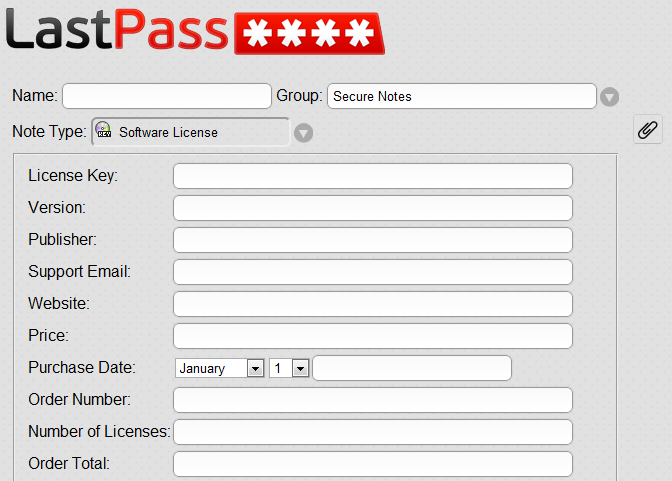 LastPass ****
Name: Group: Secure Notes
Note Type: KEY Software License
License Key:
Version:
Publisher:
Support Email:
Website:
Price:
Purchase Date: January 1
Order Number:
Number of Licenses:
Order Total: